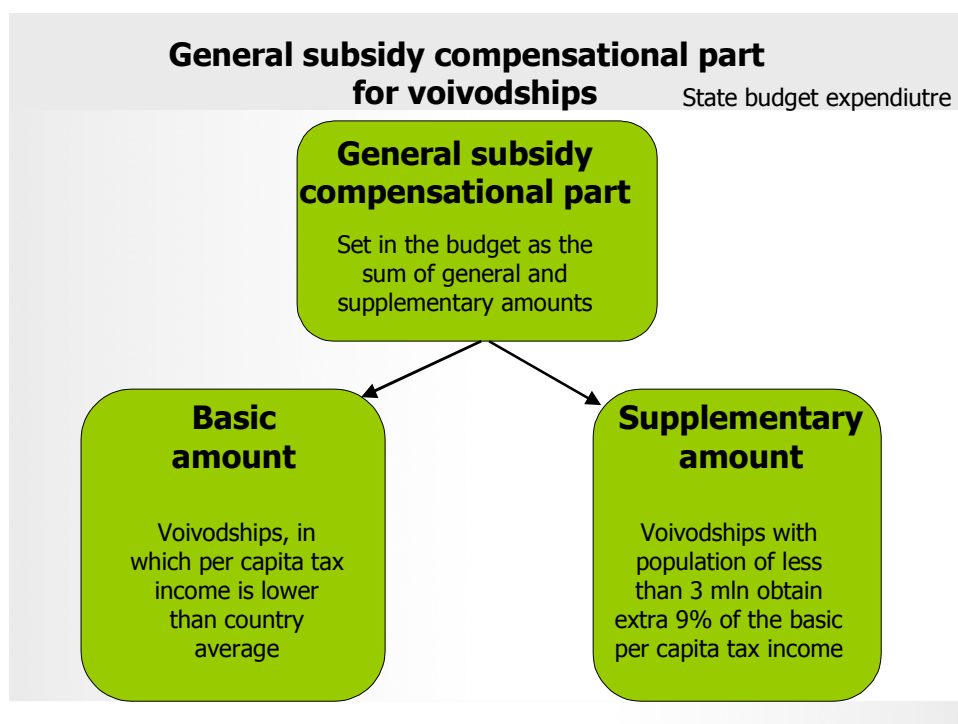 General subsidy compensational part
for voivodships
State budget expendiutre
General subsidy
compensational part
Set in the budget as the
sum of general and
supplementary amounts
Basic
amount
Voivodships, in
which per capita tax
income is lower
than country
average
Supplementary
amount
Voivodships with
population of less
than 3 mln obtain
extra 9% of the basic
per capita tax income